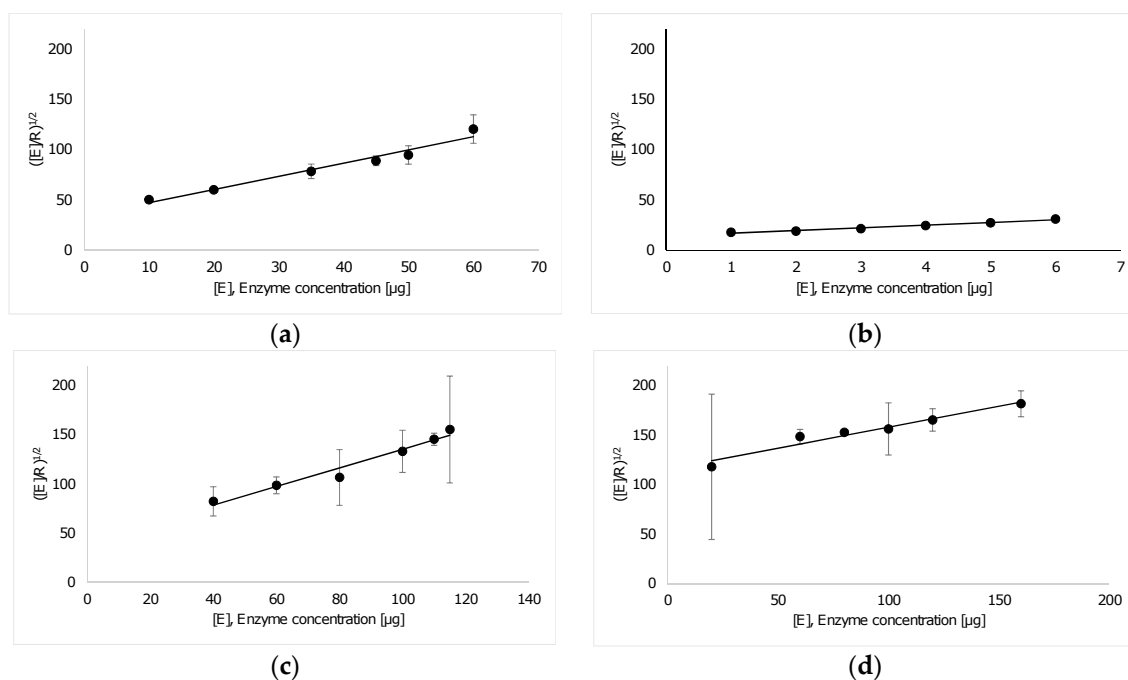 200
150
100
50
0
([E]/R)1/2
0 10 20 30 40 50 60 70
[E], Enzyme concentration [µg]
(a)
200
150
100
50
0
([E]/R)1/2
0 1 2 3 4 5 6 7
[E], Enzyme concentration [µg]
(b)
200
150
100
50
0
([E]/R)1/2
0 20 40 60 80 100 120 140
[E], Enzyme concentration [µg]
(c)
200
150
100
50
0
([E]/R)1/2
0 50 100 150 200
[E], Enzyme concentration [µg]
(d)